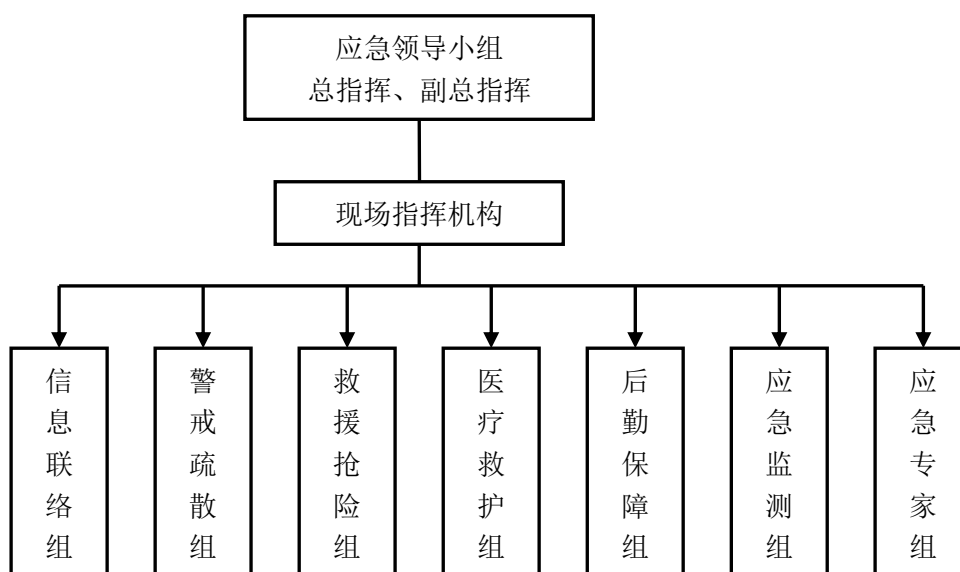 应急领导小组
总指挥、副总指挥
现场指挥机构
信息联络组
警戒疏散组
救援抢险组
医疗救护组
后勤保障组
应急监测组
应急专家组